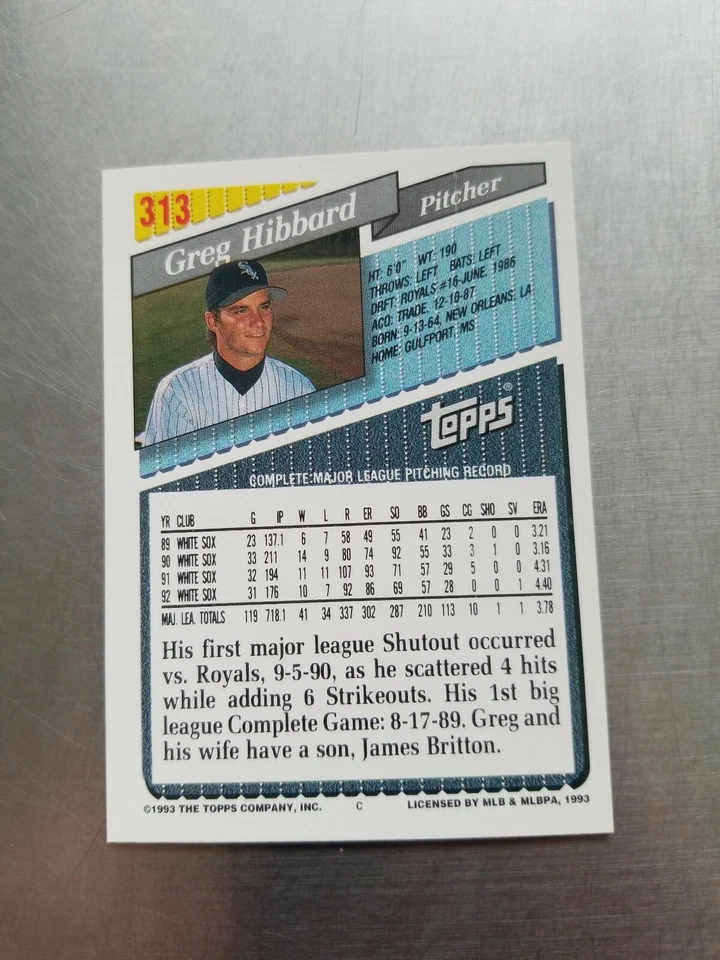 313
Greg Hibbard
Pitcher
HT: 6'0" WT: 190
THROWS: LEFT BATS: LEFT
DRFT: ROYALS #16-JUNE, 1986
ACQ: TRADE, 12-10-87
BORN: 9-13-64, NEW ORLEANS, LA
HOME: GULFPORT, MS
SOX
topps®
COMPLETE MAJOR LEAGUE PITCHING RECORD
YR CLUB G IP W L R ER SO BB GS CG SHO SV ERA
89 WHITE SOX 23 137.1 6 7 58 49 55 41 23 2 0 0 3.21
90 WHITE SOX 33 211 14 9 80 74 92 55 33 3 1 0 3.16
91 WHITE SOX 32 194 11 11 107 93 71 57 29 5 0 0 4.31
92 WHITE SOX 31 176 10 7 92 86 69 57 28 0 0 1 4.40
MAJ. LEA. TOTALS 119 718.1 41 34 337 302 287 210 113 10 1 1 3.78
His first major league Shutout occurred
vs. Royals, 9-5-90, as he scattered 4 hits
while adding 6 Strikeouts. His 1st big
league Complete Game: 8-17-89. Greg and
his wife have a son, James Britton.
©1993 THE TOPPS COMPANY, INC. C LICENSED BY MLB & MLBPA, 1993